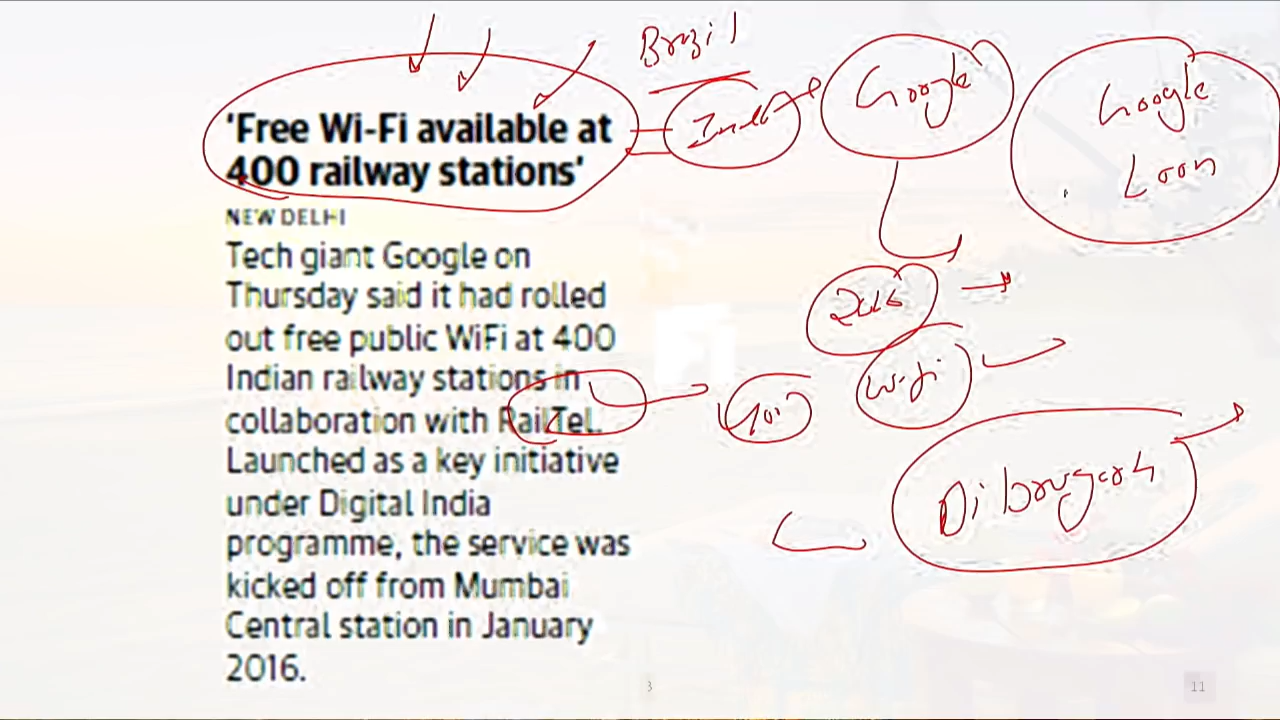 Brazil
'Free Wi-Fi available at
400 railway stations'
India
Google
Google
Loon
NEW DELHI
Tech giant Google on
Thursday said it had rolled
out free public WiFi at 400
Indian railway stations in
collaboration with RailTel.
Launched as a key initiative
under Digital India
programme, the service was
kicked off from Mumbai
Central station in January
2016.
2016
Wi-fi
Dibrugarh
3
11